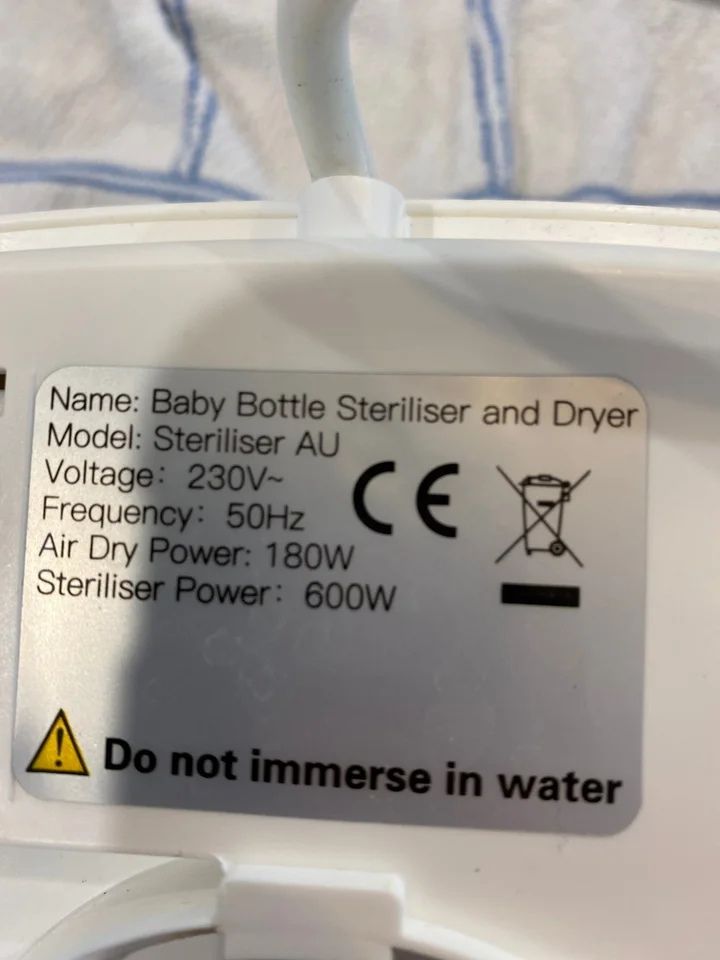 Name: Baby Bottle Steriliser and Dryer
Model: Steriliser AU
Voltage: 230V~
Frequency: 50Hz
Air Dry Power: 180W
Steriliser Power: 600W
CE
Do not immerse in water